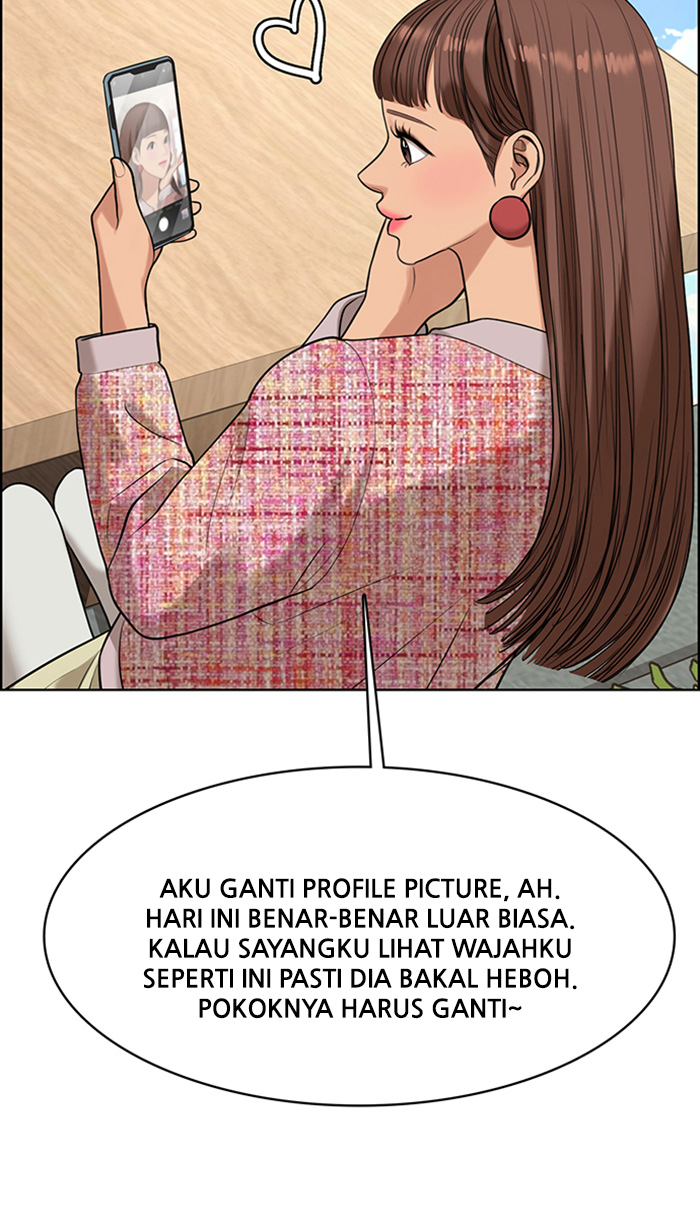 AKU GANTI PROFILE PICTURE, AH.
HARI INI BENAR-BENAR LUAR BIASA.
KALAU SAYANGKU LIHAT WAJAHKU
SEPERTI INI PASTI DIA BAKAL HEBOH.
POKOKNYA HARUS GANTI~